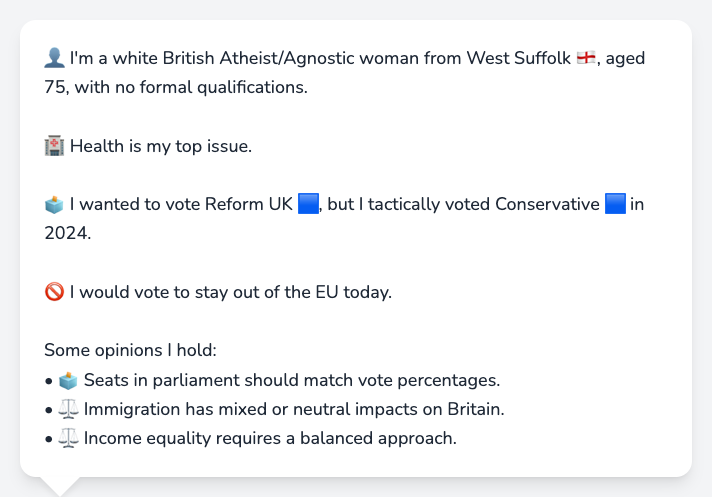 👤 I'm a white British Atheist/Agnostic woman from West Suffolk 🏴󠁧󠁢󠁥󠁮󠁧󠁿, aged
75, with no formal qualifications.
🏥 Health is my top issue.
🗳️ I wanted to vote Reform UK 🟦, but I tactically voted Conservative 🟦 in
2024.
🚫 I would vote to stay out of the EU today.
Some opinions I hold:
• 🗳️ Seats in parliament should match vote percentages.
• ⚖️ Immigration has mixed or neutral impacts on Britain.
• ⚖️ Income equality requires a balanced approach.